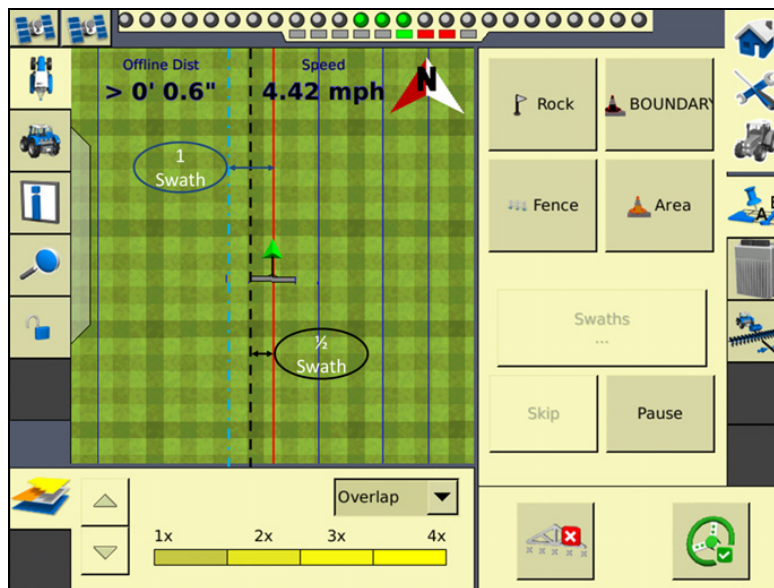 Offline Dist
Speed
> 0' 0.6"
4.42 mph
N
1
Swath
½
Swath
Rock
BOUNDARY
Fence
Area
Swaths
...
Skip
Pause
Overlap
1x
2x
3x
4x
A